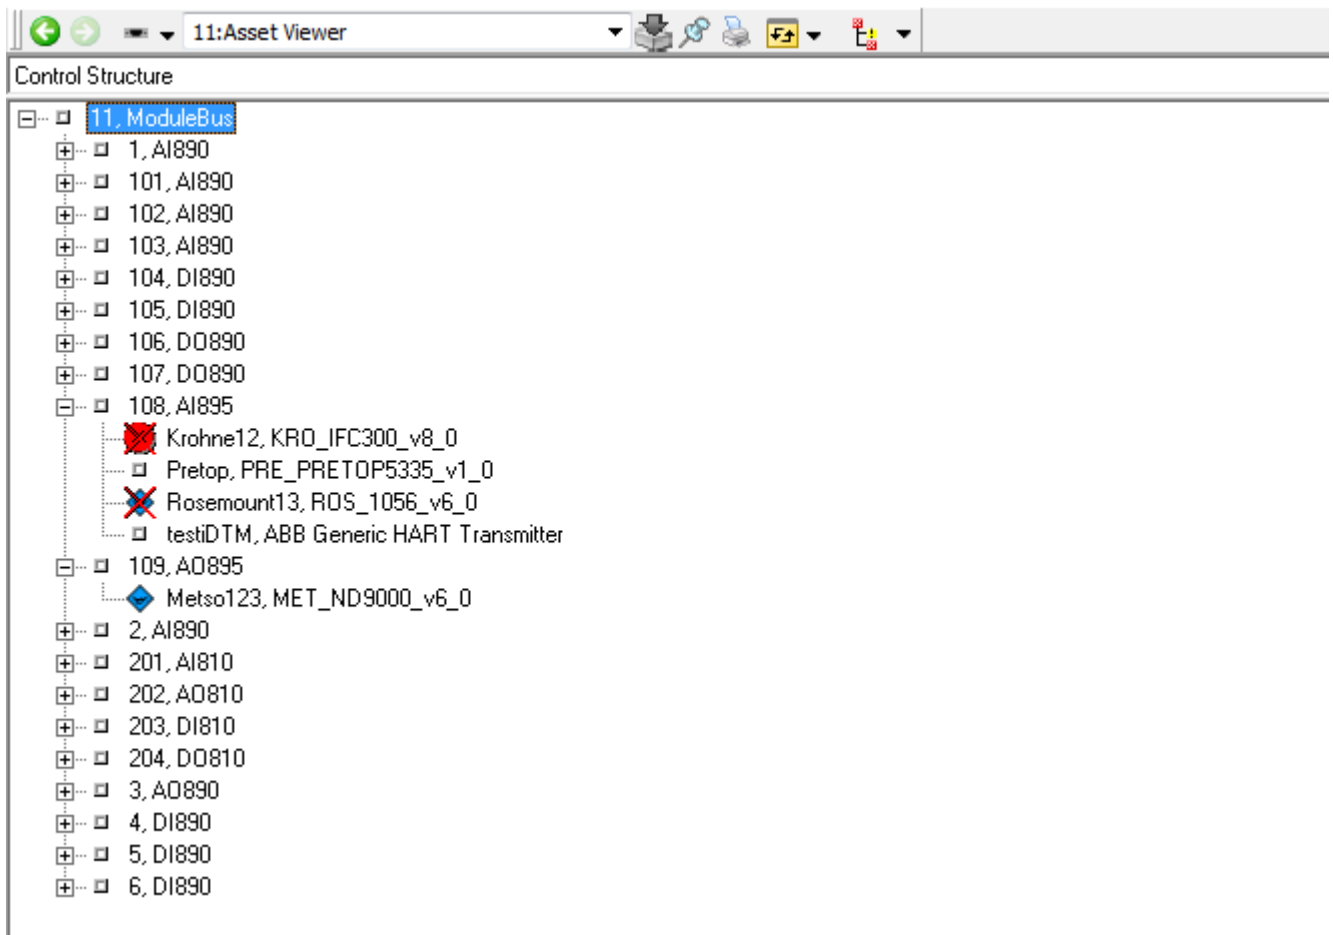 11:Asset Viewer
Control Structure
11, ModuleBus
1, AI890
101, AI890
102, AI890
103, AI890
104, DI890
105, DI890
106, DO890
107, DO890
108, AI895
Krohne12, KRO_IFC300_v8_0
Pretop, PRE_PRETOP5335_v1_0
Rosemount13, ROS_1056_v6_0
testiDTM, ABB Generic HART Transmitter
109, AO895
Metso123, MET_ND9000_v6_0
2, AI890
201, AI810
202, AO810
203, DI810
204, DO810
3, AO890
4, DI890
5, DI890
6, DI890